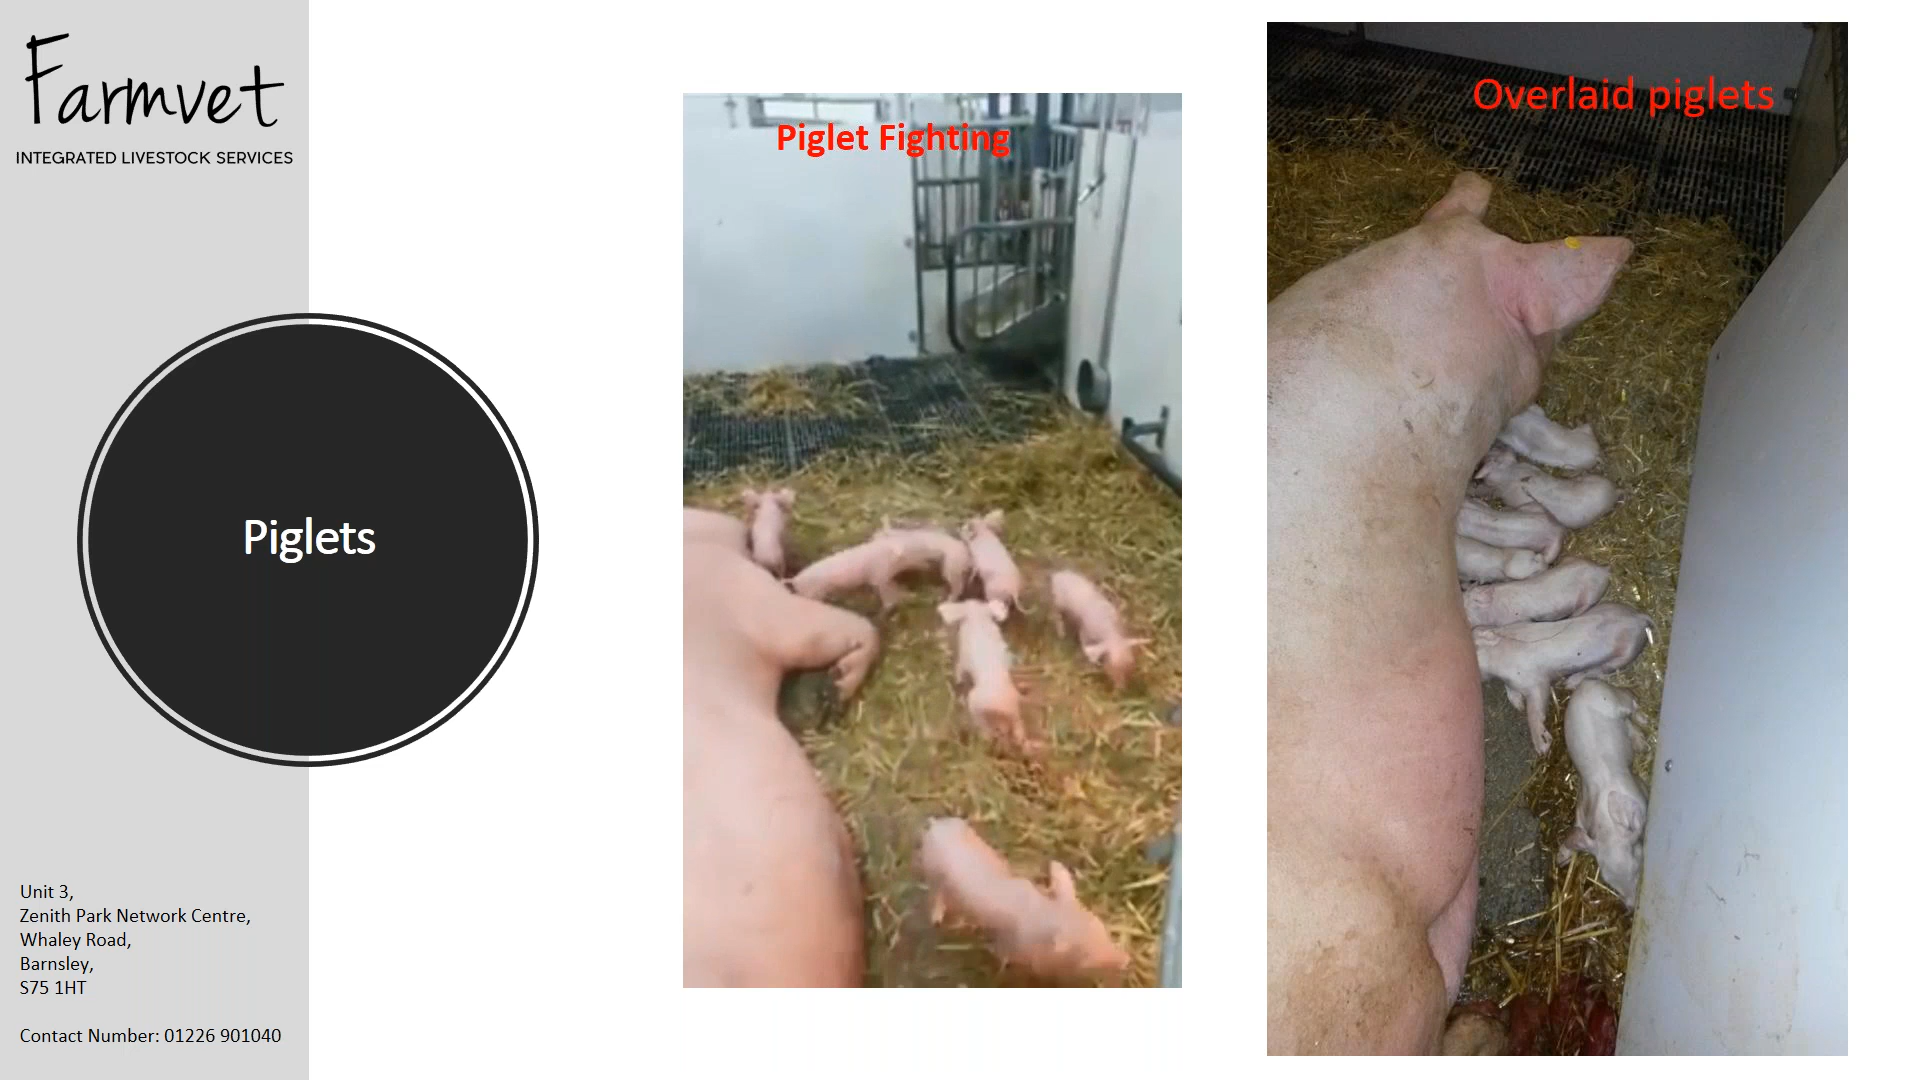 Farmvet
INTEGRATED LIVESTOCK SERVICES
Piglets
Unit 3,
Zenith Park Network Centre,
Whaley Road,
Barnsley,
S75 1HT
Contact Number: 01226 901040
Piglet Fighting
Overlaid piglets